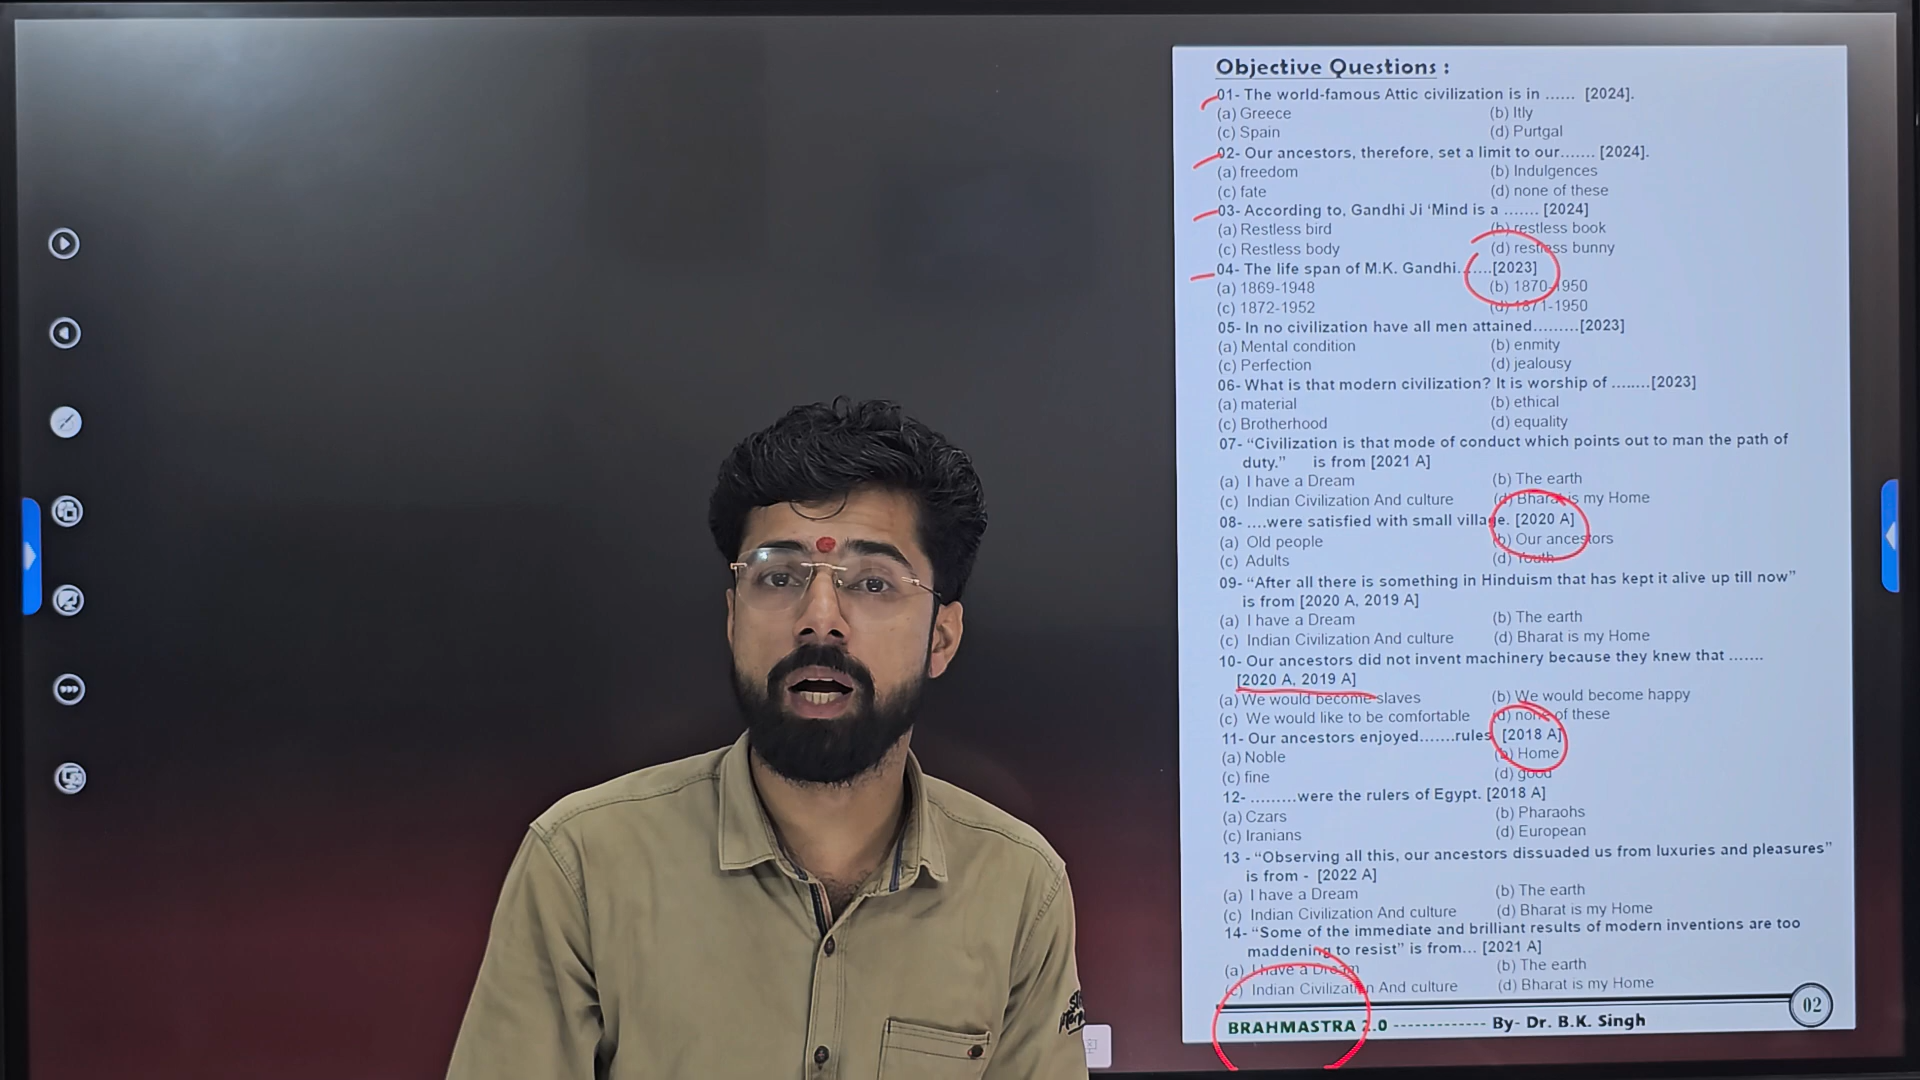 Objective Questions :
01- The world-famous Attic civilization is in ...... [2024].
(a) Greece (b) Itly
(c) Spain (d) Purtgal
02- Our ancestors, therefore, set a limit to our....... [2024].
(a) freedom (b) Indulgences
(c) fate (d) none of these
03- According to, Gandhi Ji ‘Mind is a ....... [2024]
(a) Restless bird (b) restless book
(c) Restless body (d) restless bunny
04- The life span of M.K. Gandhi.......[2023]
(a) 1869-1948 (b) 1870-1950
(c) 1872-1952 (d) 1871-1950
05- In no civilization have all men attained.........[2023]
(a) Mental condition (b) enmity
(c) Perfection (d) jealousy
06- What is that modern civilization? It is worship of ........[2023]
(a) material (b) ethical
(c) Brotherhood (d) equality
07- “Civilization is that mode of conduct which points out to man the path of
duty.” is from [2021 A]
(a) I have a Dream (b) The earth
(c) Indian Civilization And culture (d) Bharat is my Home
08- ....were satisfied with small village. [2020 A]
(a) Old people (b) Our ancestors
(c) Adults (d) Youth
09- “After all there is something in Hinduism that has kept it alive up till now”
is from [2020 A, 2019 A]
(a) I have a Dream (b) The earth
(c) Indian Civilization And culture (d) Bharat is my Home
10- Our ancestors did not invent machinery because they knew that .......
[2020 A, 2019 A]
(a) We would become slaves (b) We would become happy
(c) We would like to be comfortable (d) none of these
11- Our ancestors enjoyed.......rules [2018 A]
(a) Noble (b) Home
(c) fine (d) good
12- .........were the rulers of Egypt. [2018 A]
(a) Czars (b) Pharaohs
(c) Iranians (d) European
13 - “Observing all this, our ancestors dissuaded us from luxuries and pleasures”
is from - [2022 A]
(a) I have a Dream (b) The earth
(c) Indian Civilization And culture (d) Bharat is my Home
14- “Some of the immediate and brilliant results of modern inventions are too
maddening to resist” is from... [2021 A]
(a) I have a Dream (b) The earth
(c) Indian Civilization And culture (d) Bharat is my Home
02
BRAHMASTRA 2.0 ------------- By- Dr. B.K. Singh